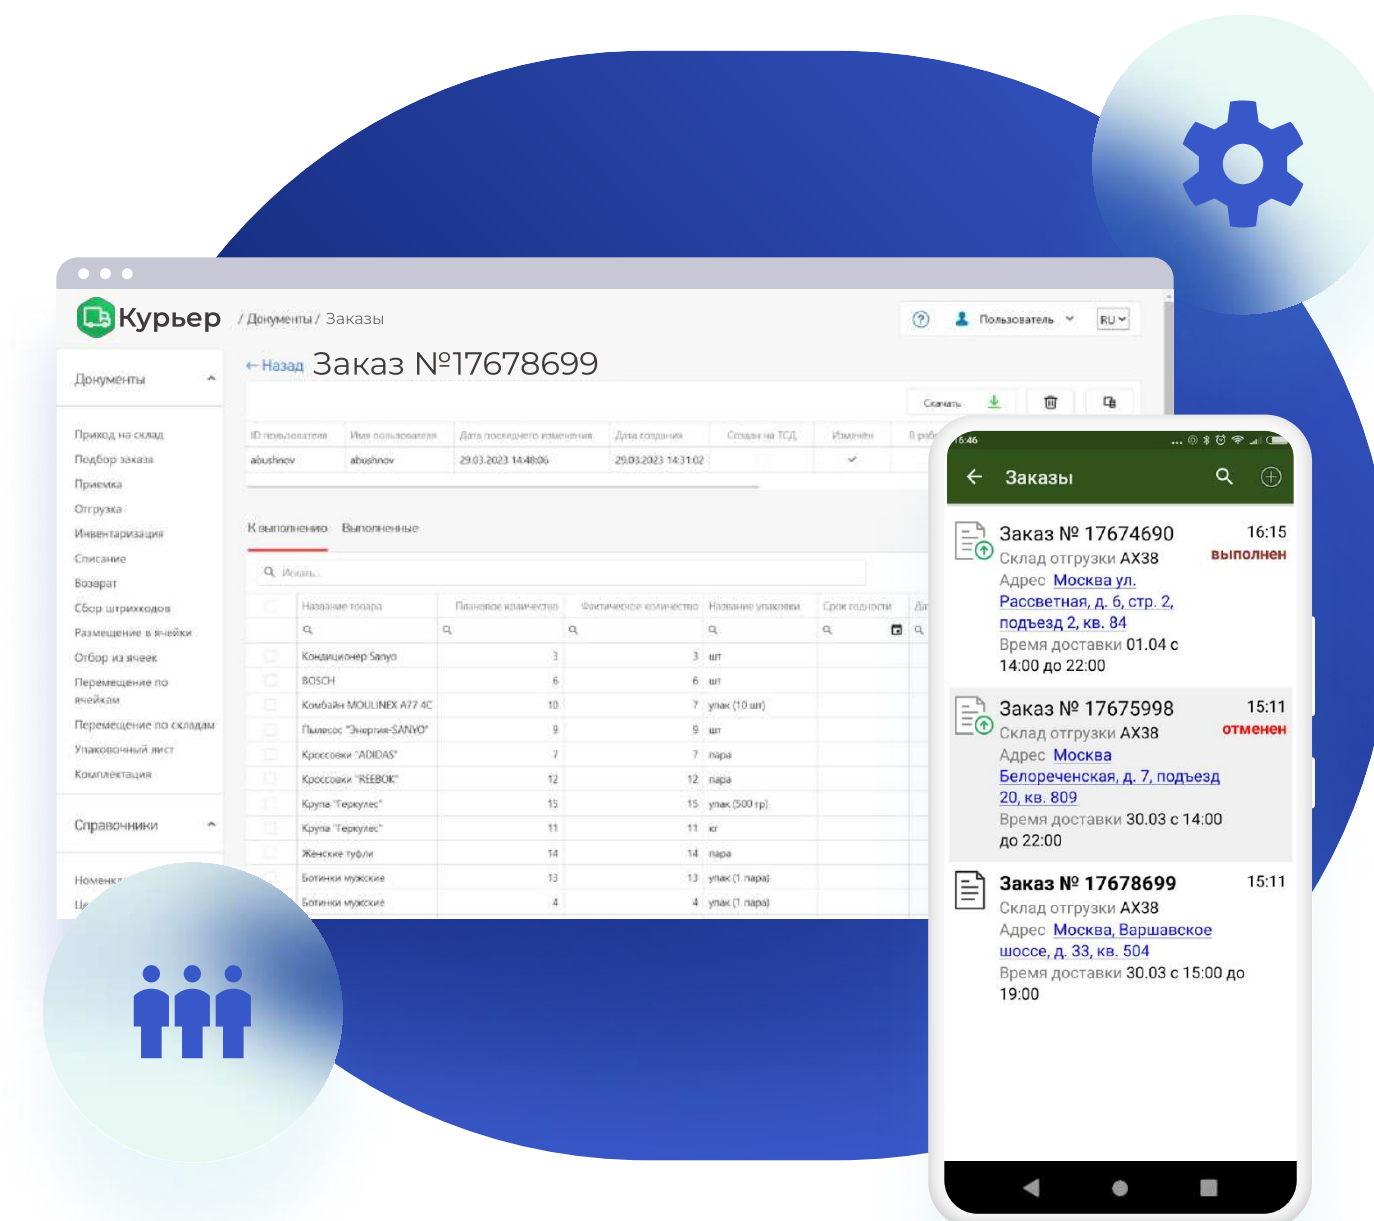 Курьер
/ Документы / Заказы
Пользователь
RU
← Назад Заказ №17678699
Скачать
Документы
Приход на склад
Подбор заказа
Приемка
Отгрузка
Инвентаризация
Списание
Возврат
Сбор штрихкодов
Размещение в ячейки
Отбор из ячеек
Перемещение по
ячейкам
Перемещение по складам
Упаковочный лист
Комплектация
Справочники
ID пользователя Имя пользователя Дата последнего изменения Дата создания Создан на ТСД Изменён В
abushnov abushnov 29.03.2023 14:48:06 29.03.2023 14:31:02
К выполнению Выполненные
Искать...
Название товара Плановое количество Фактическое количество Название упаковки Срок годности
Кондиционер Sanyo 3 3 шт
BOSCH 6 6 шт
Комбайн MOULINEX A77 4C 10 7 упак (10 шт)
Пылесос "Энергия-SANYO" 9 9 шт
Кроссовки "ADIDAS" 7 7 пара
Кроссовки "REEBOK" 12 12 пара
Крупа "Геркулес" 15 15 упак (500 гр)
Крупа "Геркулес" 11 11 кг
Женские туфли 14 14 пара
Ботинки мужские 13 13 упак (1 пара)
Ботинки мужские 4 4 упак (1 пара)
16:46
Заказы
Заказ № 17674690 16:15
Склад отгрузки АХ38 выполнен
Адрес Москва ул.
Рассветная, д. 6, стр. 2,
подъезд 2, кв. 84
Время доставки 01.04 с
14:00 до 22:00
Заказ № 17675998 15:11
Склад отгрузки АХ38 отменен
Адрес Москва
Белореченская, д. 7, подъезд
20, кв. 809
Время доставки 30.03 с 14:00
до 22:00
Заказ № 17678699 15:11
Склад отгрузки АХ38
Адрес Москва, Варшавское
шоссе, д. 33, кв. 504
Время доставки 30.03 с 15:00 до
19:00